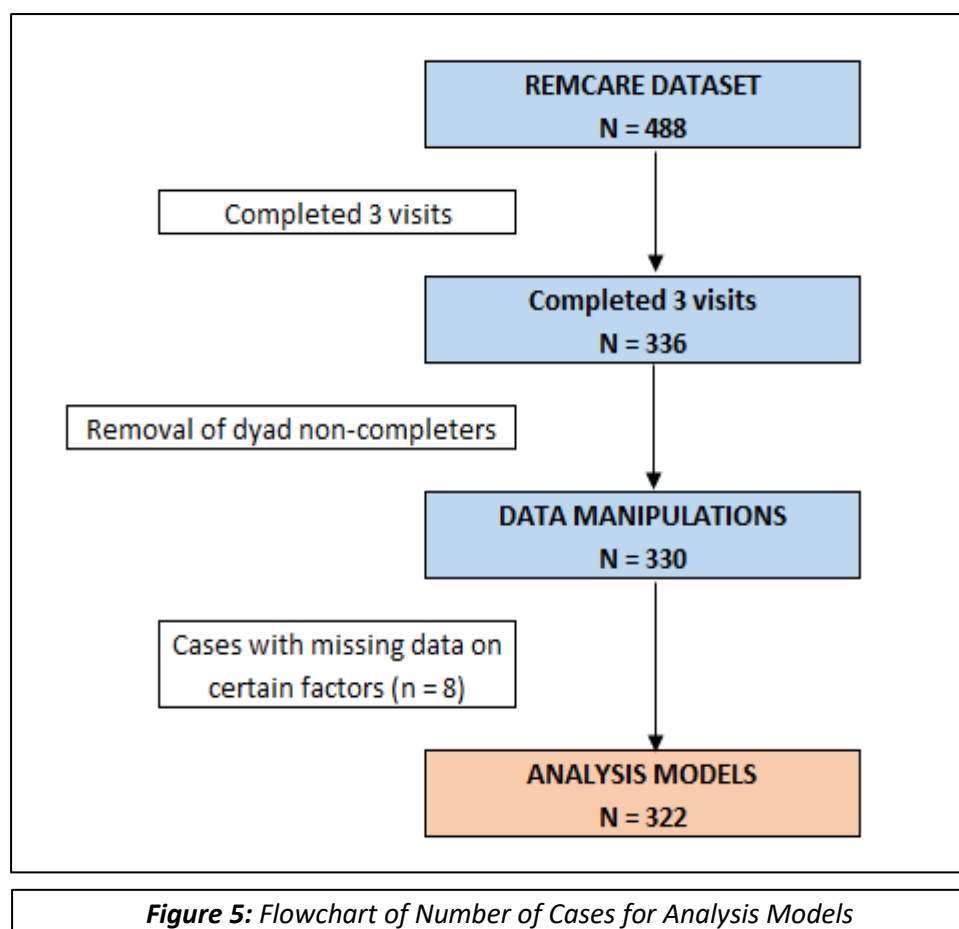 REMCARE DATASET
N = 488
Completed 3 visits
Completed 3 visits
N = 336
Removal of dyad non-completers
DATA MANIPULATIONS
N = 330
Cases with missing data on
certain factors (n = 8)
ANALYSIS MODELS
N = 322
Figure 5: Flowchart of Number of Cases for Analysis Models